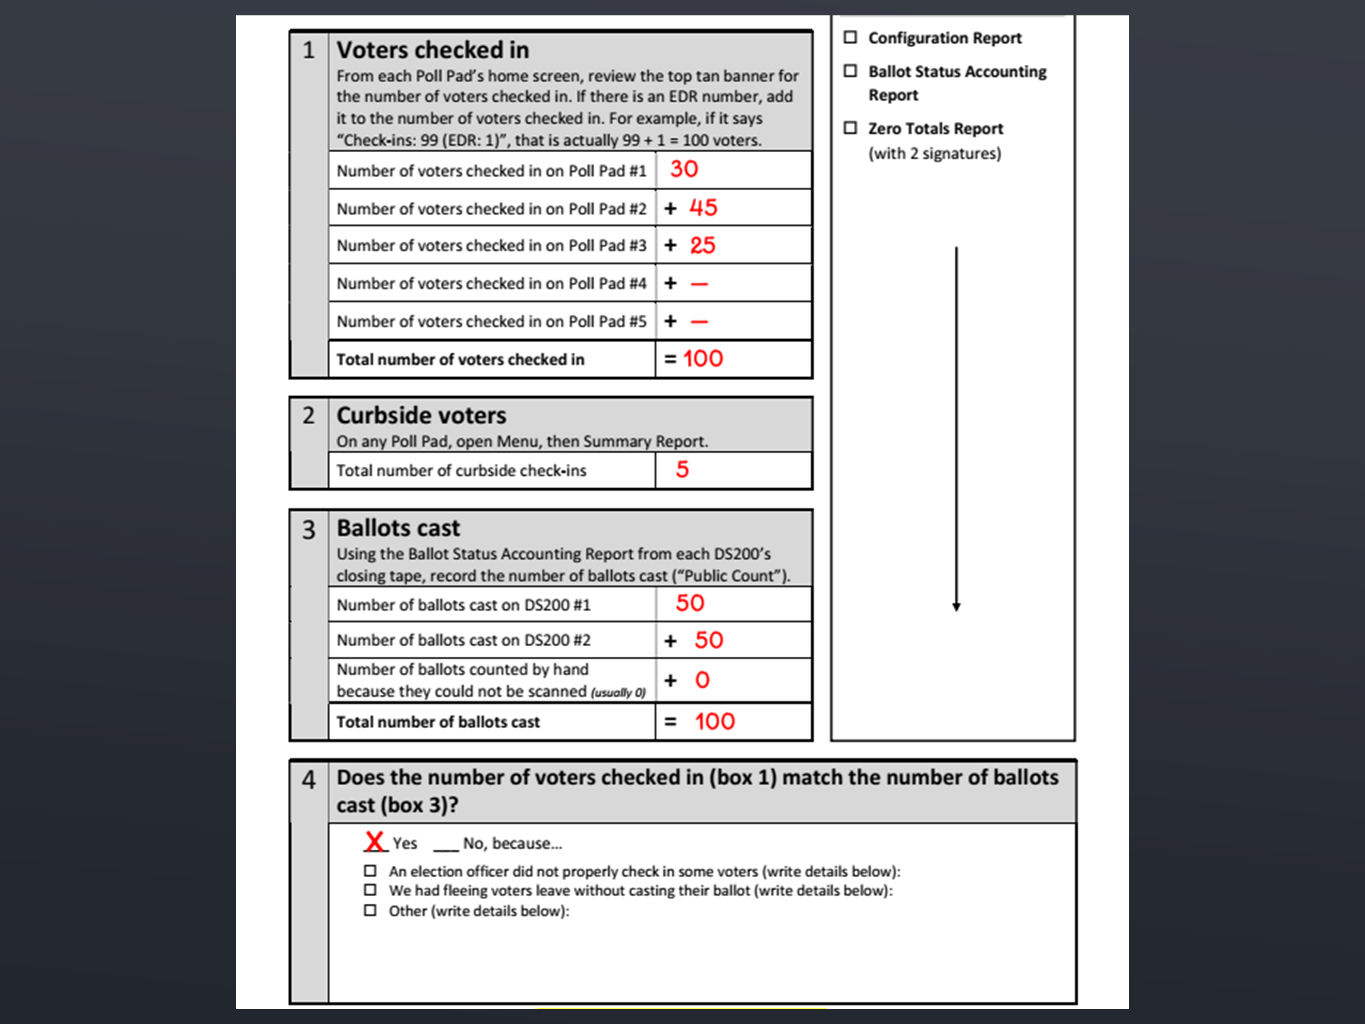 1 Voters checked in
From each Poll Pad's home screen, review the top tan banner for
the number of voters checked in. If there is an EDR number, add
it to the number of voters checked in. For example, if it says
“Check-ins: 99 (EDR: 1)”, that is actually 99 + 1 = 100 voters.
Number of voters checked in on Poll Pad #1 30
Number of voters checked in on Poll Pad #2 + 45
Number of voters checked in on Poll Pad #3 + 25
Number of voters checked in on Poll Pad #4 + –
Number of voters checked in on Poll Pad #5 + –
Total number of voters checked in = 100
2 Curbside voters
On any Poll Pad, open Menu, then Summary Report.
Total number of curbside check-ins 5
3 Ballots cast
Using the Ballot Status Accounting Report from each DS200's
closing tape, record the number of ballots cast (“Public Count”).
Number of ballots cast on DS200 #1 50
Number of ballots cast on DS200 #2 + 50
Number of ballots counted by hand
because they could not be scanned (usually 0) + 0
Total number of ballots cast = 100
☐ Configuration Report
☐ Ballot Status Accounting
Report
☐ Zero Totals Report
(with 2 signatures)
4 Does the number of voters checked in (box 1) match the number of ballots
cast (box 3)?
X Yes ___ No, because...
☐ An election officer did not properly check in some voters (write details below):
☐ We had fleeing voters leave without casting their ballot (write details below):
☐ Other (write details below):